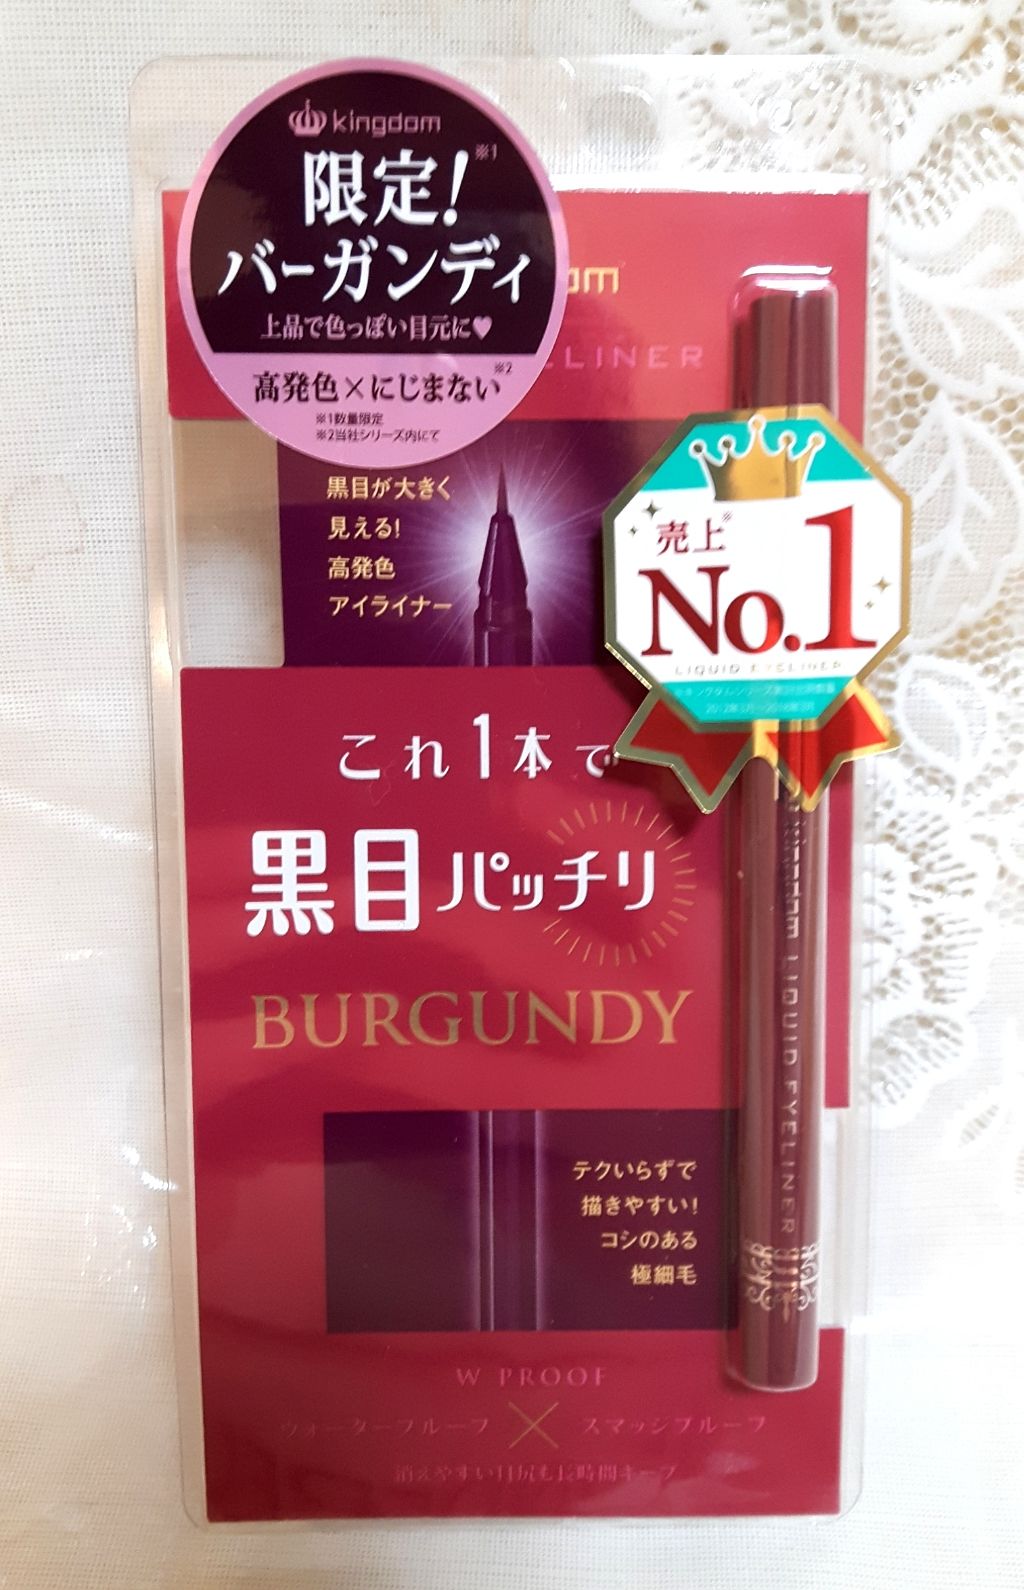 kingdom
限定!※1
バーガンディ
上品で色っぽい目元に♥
高発色×にじまない※2
※1数量限定
※2当社シリーズ内にて
dom
LINER
黒目が大きく
見える!
高発色
アイライナー
売上※
No.1
LIQUID EYELINER
これ1本で
黒目パッチリ
BURGUNDY
kingdom LIQUID EYELINER
テクいらずで
描きやすい!
コシのある
極細毛
W PROOF
ウォータープルーフ×スマッジプルーフ
消えやすい目尻も長時間キープ